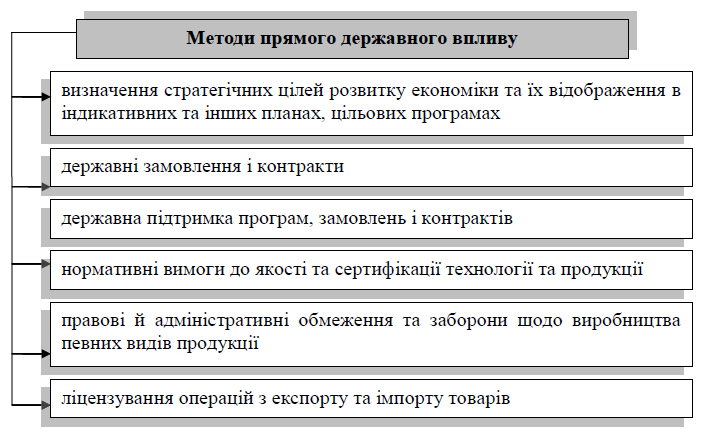 Методи прямого державного впливу
визначення стратегічних цілей розвитку економіки та їх відображення в
індикативних та інших планах, цільових програмах
державні замовлення і контракти
державна підтримка програм, замовлень і контрактів
нормативні вимоги до якості та сертифікації технології та продукції
правові й адміністративні обмеження та заборони щодо виробництва
певних видів продукції
ліцензування операцій з експорту та імпорту товарів